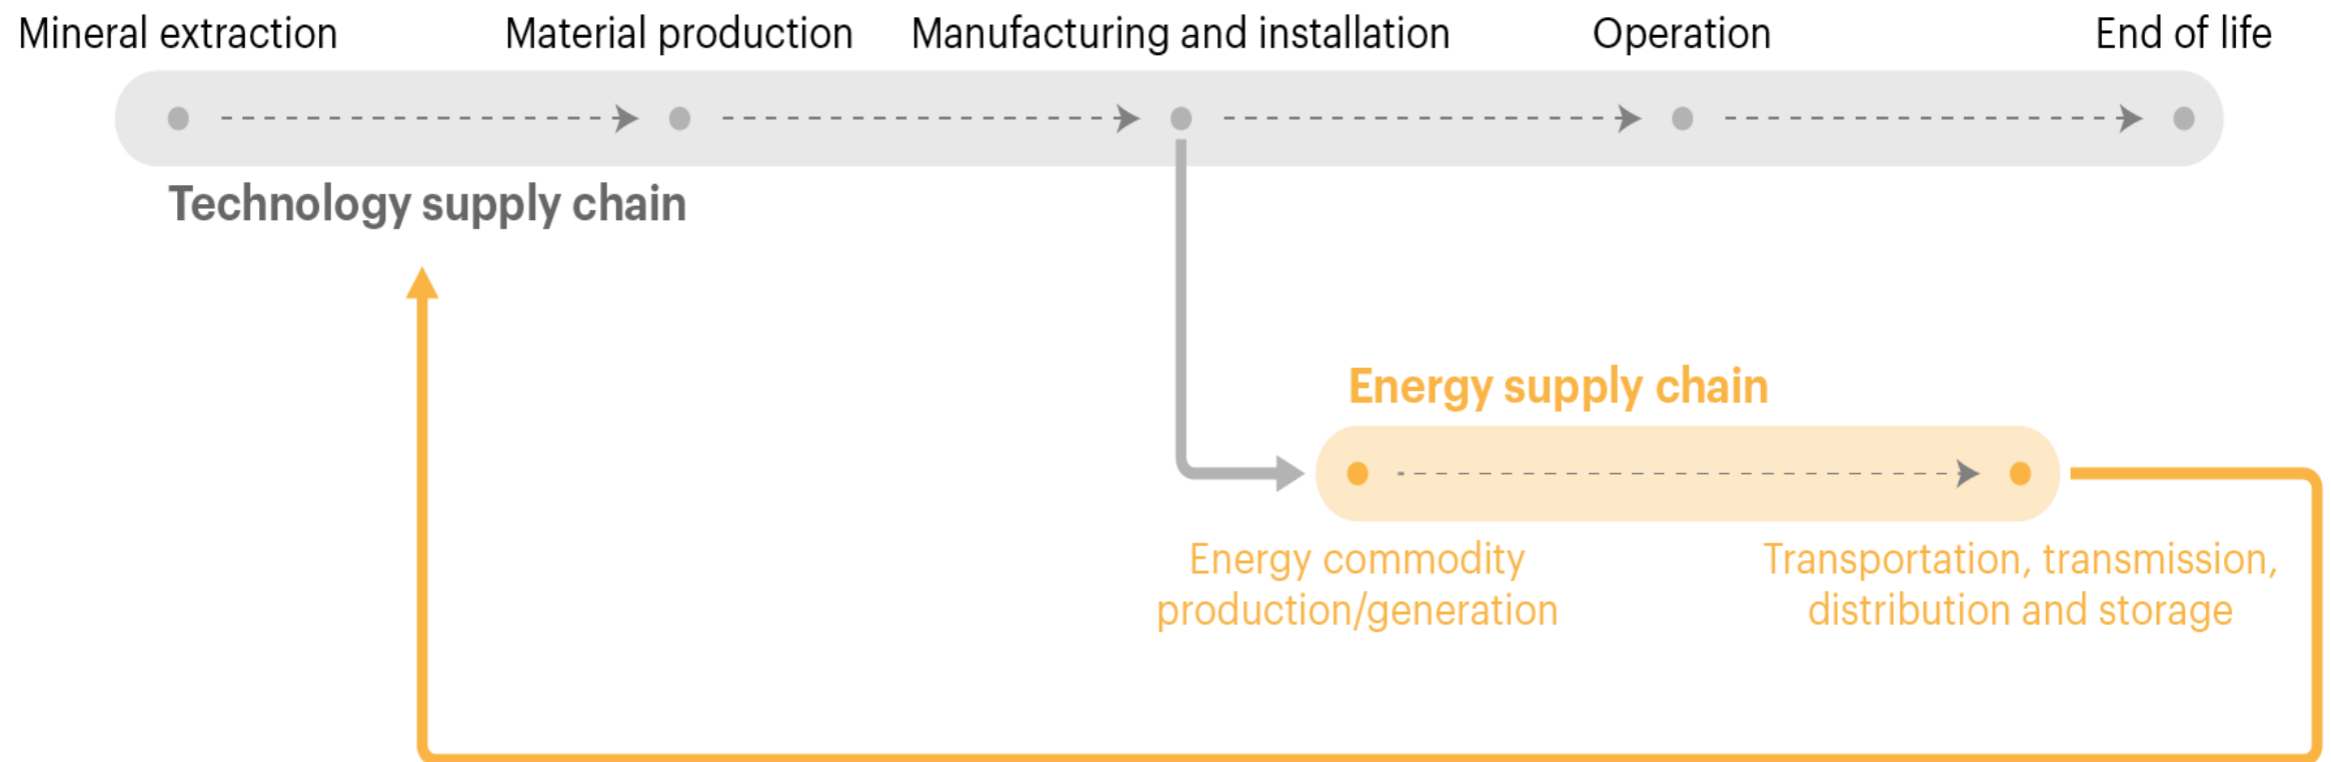 Mineral extraction
Material production
Manufacturing and installation
Operation
End of life
Technology supply chain
Energy supply chain
Energy commodity
production/generation
Transportation, transmission,
distribution and storage